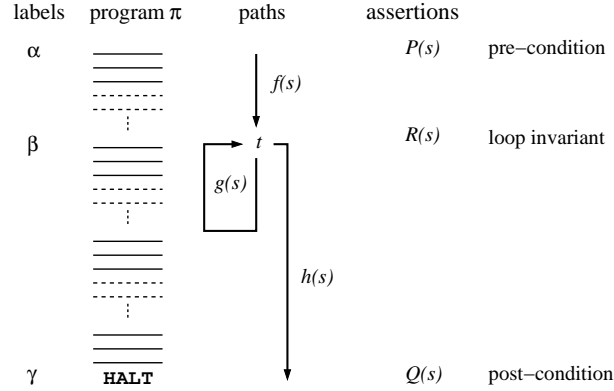 labels program π paths assertions
α P(s) pre−condition
f(s)
β t R(s) loop invariant
g(s)
h(s)
γ HALT Q(s) post−condition